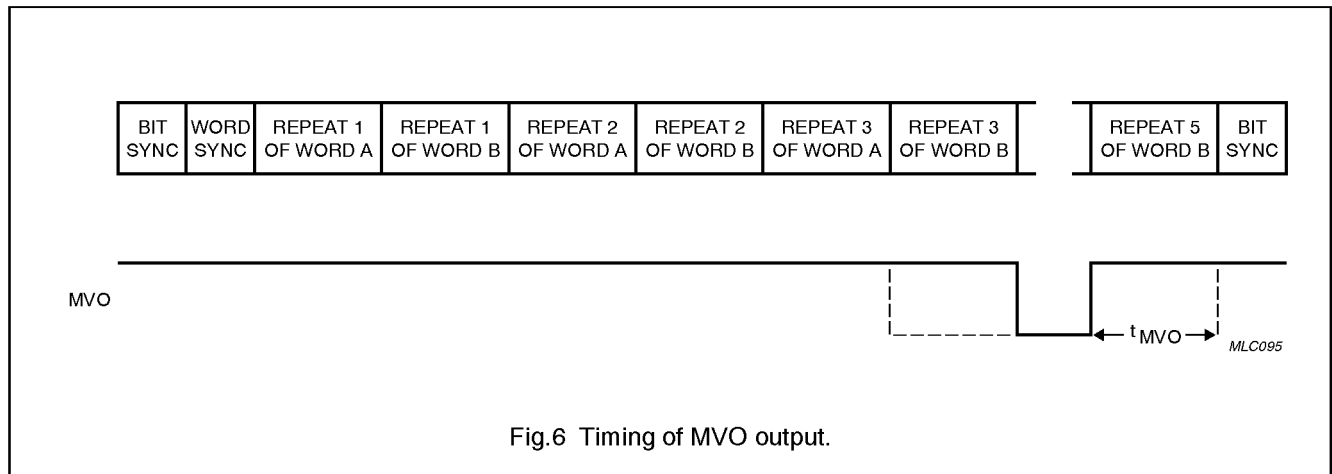 BIT SYNC
WORD SYNC
REPEAT 1 OF WORD A
REPEAT 1 OF WORD B
REPEAT 2 OF WORD A
REPEAT 2 OF WORD B
REPEAT 3 OF WORD A
REPEAT 3 OF WORD B
REPEAT 5 OF WORD B
BIT SYNC
MVO
tMVO
MLC095
Fig.6 Timing of MVO output.